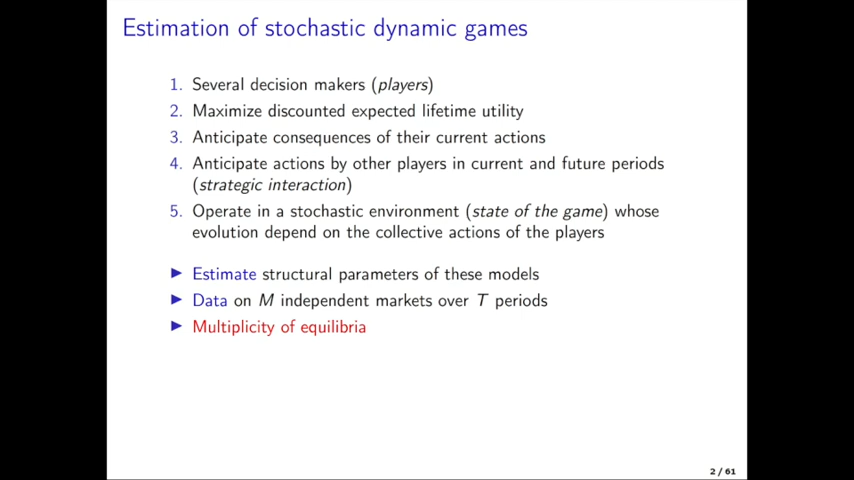 Estimation of stochastic dynamic games
1. Several decision makers (players)
2. Maximize discounted expected lifetime utility
3. Anticipate consequences of their current actions
4. Anticipate actions by other players in current and future periods
(strategic interaction)
5. Operate in a stochastic environment (state of the game) whose
evolution depend on the collective actions of the players
▶ Estimate structural parameters of these models
▶ Data on M independent markets over T periods
▶ Multiplicity of equilibria
2 / 61